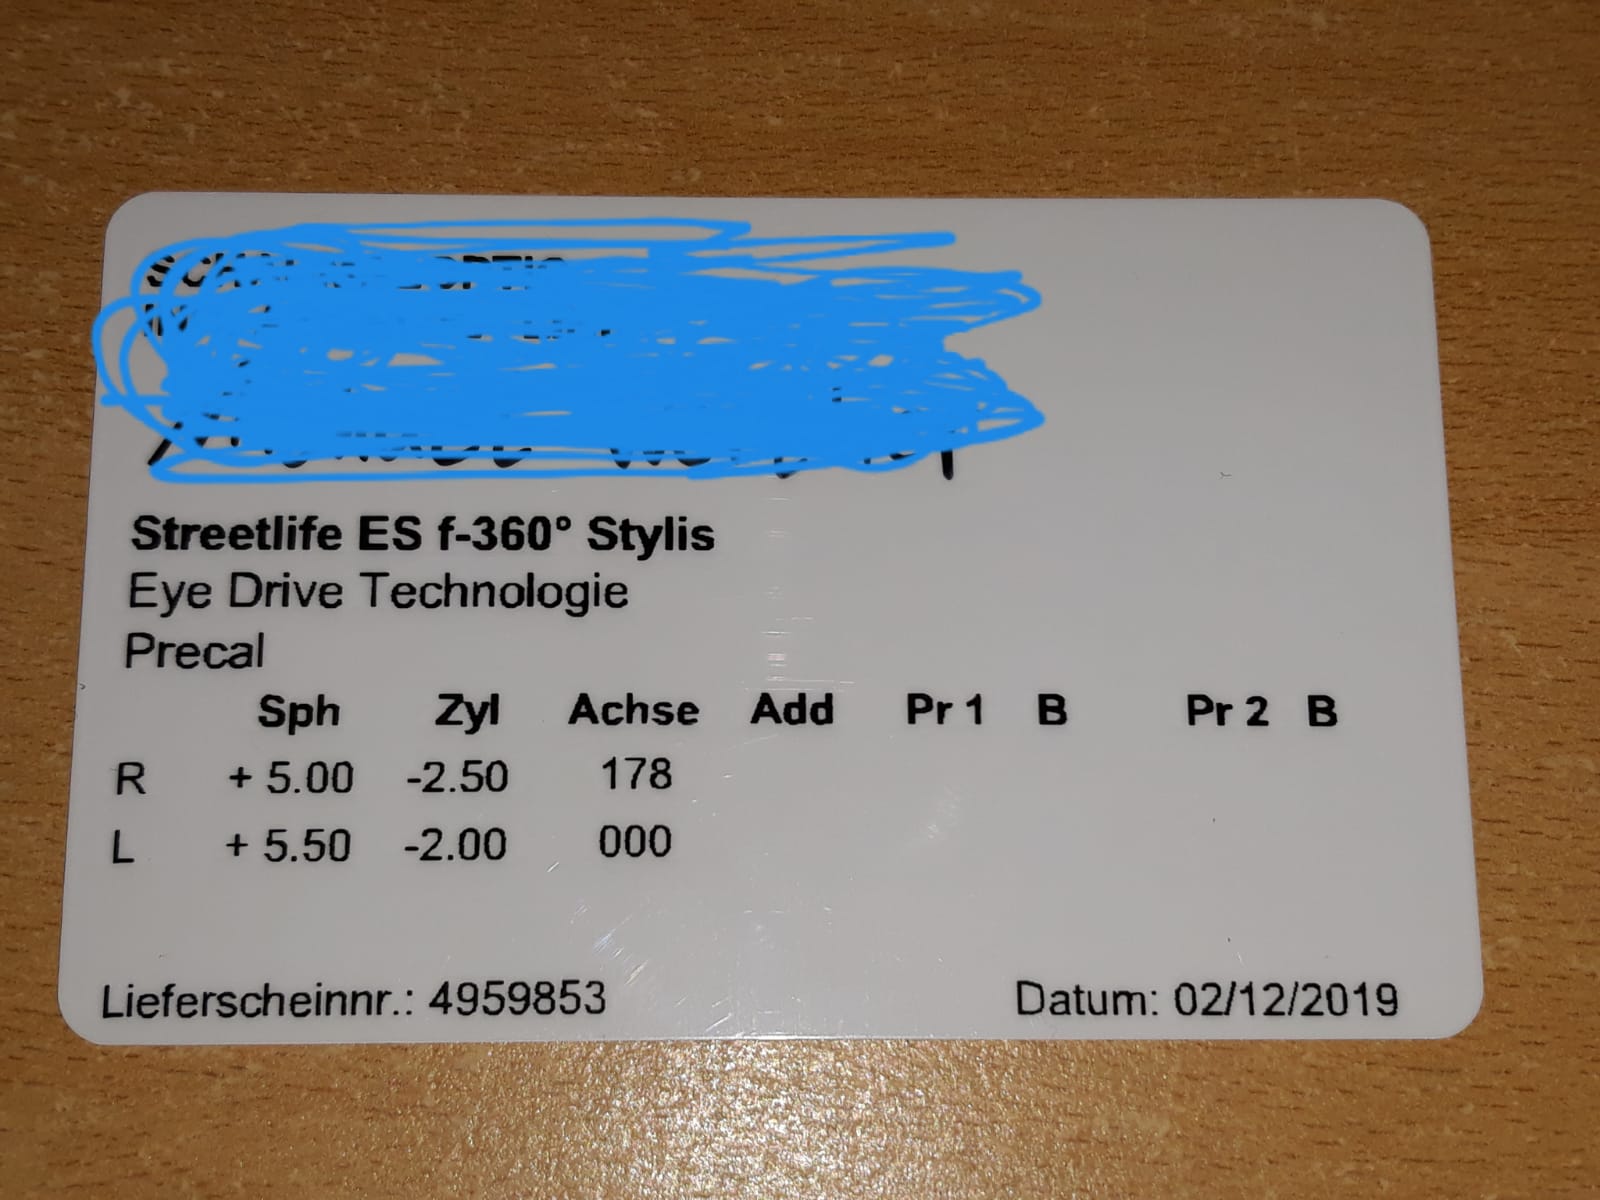 Streetlife ES f-360° Stylis
Eye Drive Technologie
Precal
Sph Zyl Achse Add Pr 1 B Pr 2 B
R + 5.00 -2.50 178
L + 5.50 -2.00 000
Lieferscheinnr.: 4959853 Datum: 02/12/2019